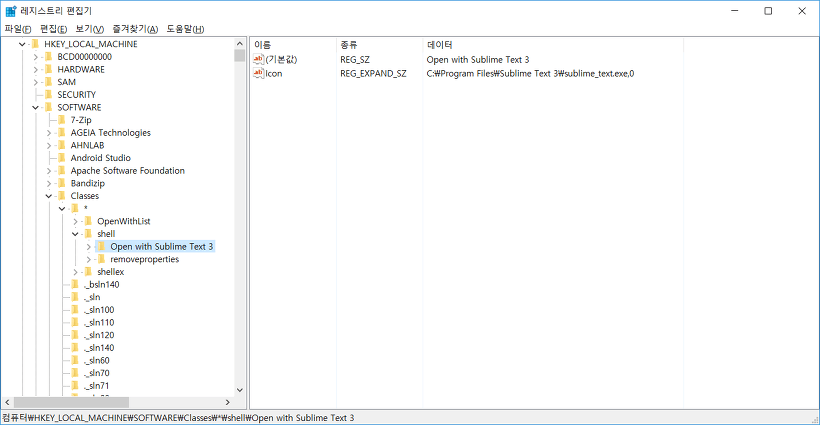 레지스트리 편집기
파일(F) 편집(E) 보기(V) 즐겨찾기(A) 도움말(H)
HKEY_LOCAL_MACHINE
BCD00000000
HARDWARE
SAM
SECURITY
SOFTWARE
7-Zip
AGEIA Technologies
AHNLAB
Android Studio
Apache Software Foundation
Bandizip
Classes
*
OpenWithList
shell
Open with Sublime Text 3
removeproperties
shellex
._bsln140
._sln
._sln100
._sln110
._sln120
._sln140
._sln60
._sln70
._sln71
이름 종류 데이터
(기본값) REG_SZ Open with Sublime Text 3
Icon REG_EXPAND_SZ C:₩Program Files₩Sublime Text 3₩sublime_text.exe,0
컴퓨터₩HKEY_LOCAL_MACHINE₩SOFTWARE₩Classes₩*₩shell₩Open with Sublime Text 3